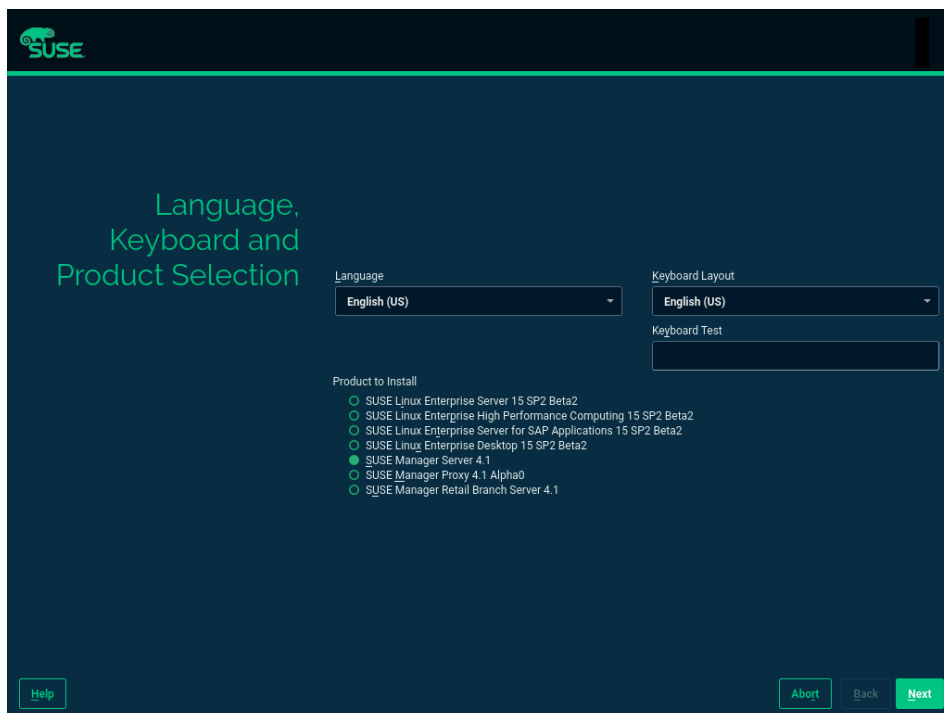 SUSE
Language,
Keyboard and
Product Selection
Language
Keyboard Layout
English (US)
English (US)
Keyboard Test
Product to Install
SUSE Linux Enterprise Server 15 SP2 Beta2
SUSE Linux Enterprise High Performance Computing 15 SP2 Beta2
SUSE Linux Enterprise Server for SAP Applications 15 SP2 Beta2
SUSE Linux Enterprise Desktop 15 SP2 Beta2
SUSE Manager Server 4.1
SUSE Manager Proxy 4.1 Alpha0
SUSE Manager Retail Branch Server 4.1
Help
Abort
Back
Next